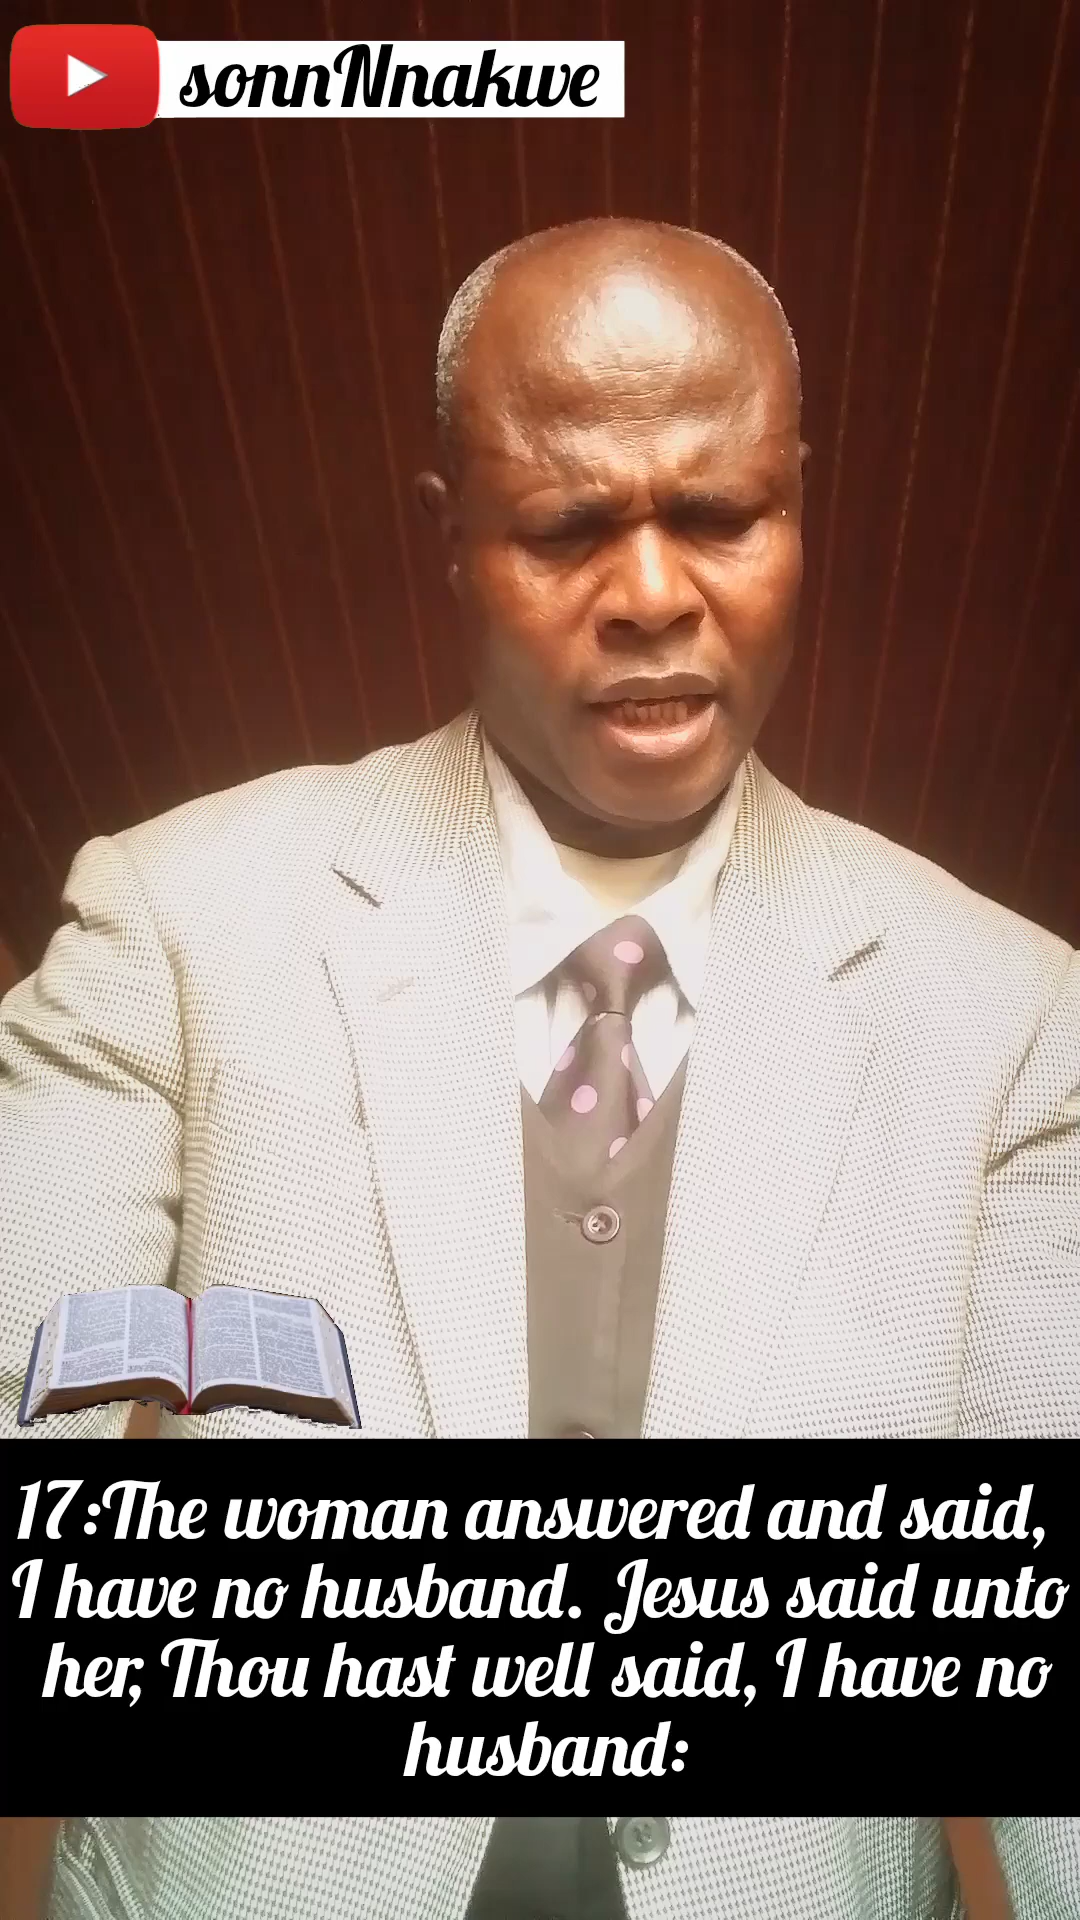 sonnNnakwe
17:The woman answered and said,
I have no husband. Jesus said unto
her, Thou hast well said, I have no
husband: